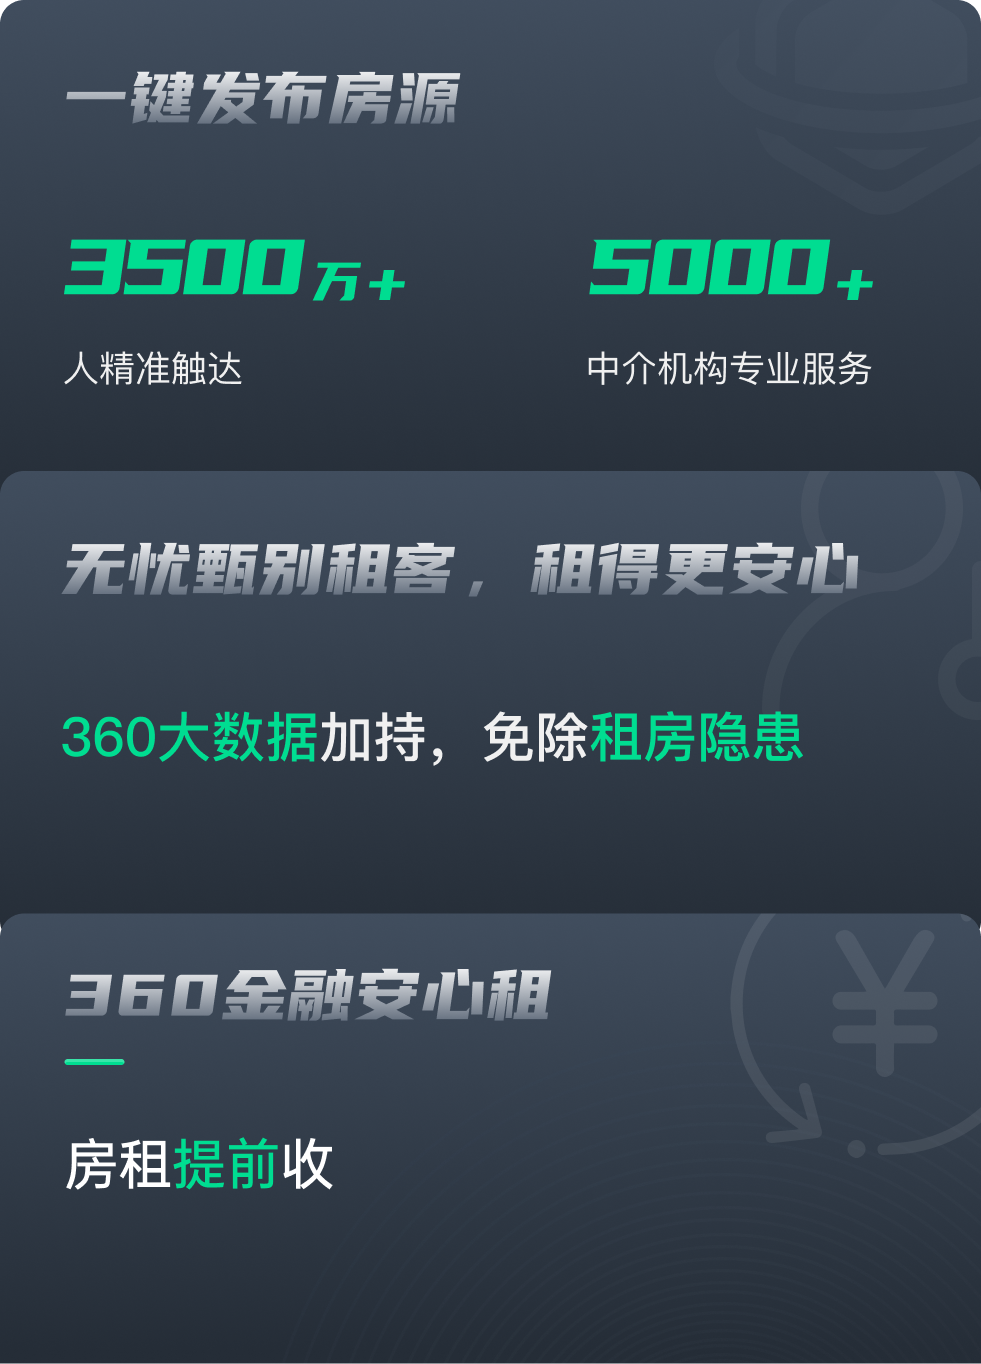 一键发布房源
3500万+ 5000+
人精准触达 中介机构专业服务
无忧甄别租客，租得更安心
360大数据加持，免除租房隐患
360金融安心租
房租提前收